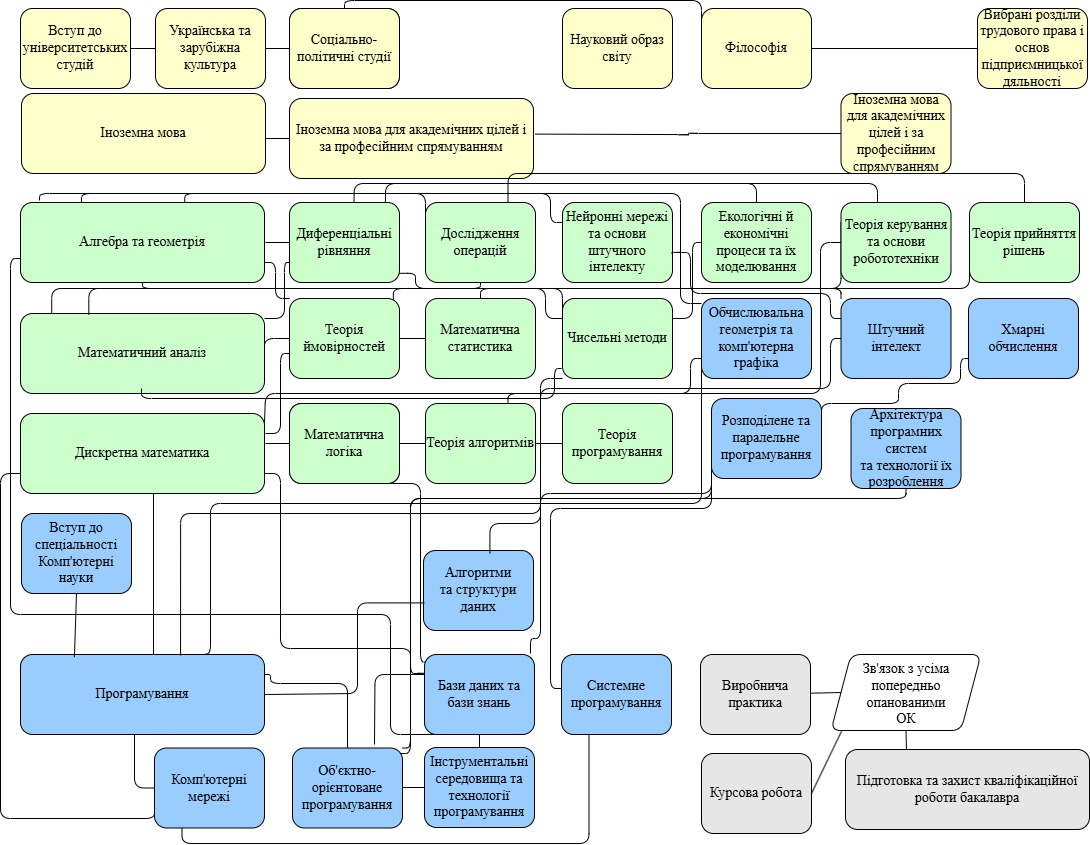 Вступ до
університетських
студій
Українська та
зарубіжна
культура
Соціально-
політичні студії
Науковий образ
світу
Філософія
Вибрані розділи
трудового права і
основ
підприємницької
дяльності
Іноземна мова
Іноземна мова для академічних цілей і
за професійним спрямуванням
Іноземна мова
для академічних
цілей і за
професійним
спрямуванням
Алгебра та геометрія
Диференціальні
рівняння
Дослідження
операцій
Нейронні мережі
та основи
штучного
інтелекту
Екологічні й
економічні
процеси та їх
моделювання
Теорія керування
та основи
робототехніки
Теорія прийняття
рішень
Математичний аналіз
Теорія
ймовірностей
Математична
статистика
Чисельні методи
Обчислювальна
геометрія та
комп'ютерна
графіка
Штучний
інтелект
Хмарні
обчислення
Дискретна математика
Математична
логіка
Теорія алгоритмів
Теорія
програмування
Розподілене та
паралельне
програмування
Архітектура
програмних
систем
та технології їх
розроблення
Вступ до
спеціальності
Комп'ютерні
науки
Алгоритми
та структури
даних
Програмування
Бази даних та
бази знань
Системне
програмування
Виробнича
практика
Зв'язок з усіма
попередньо
опанованими
ОК
Комп'ютерні
мережі
Об'єктно-
орієнтоване
програмування
Інструментальні
середовища та
технології
програмування
Курсова робота
Підготовка та захист кваліфікаційної
роботи бакалавра